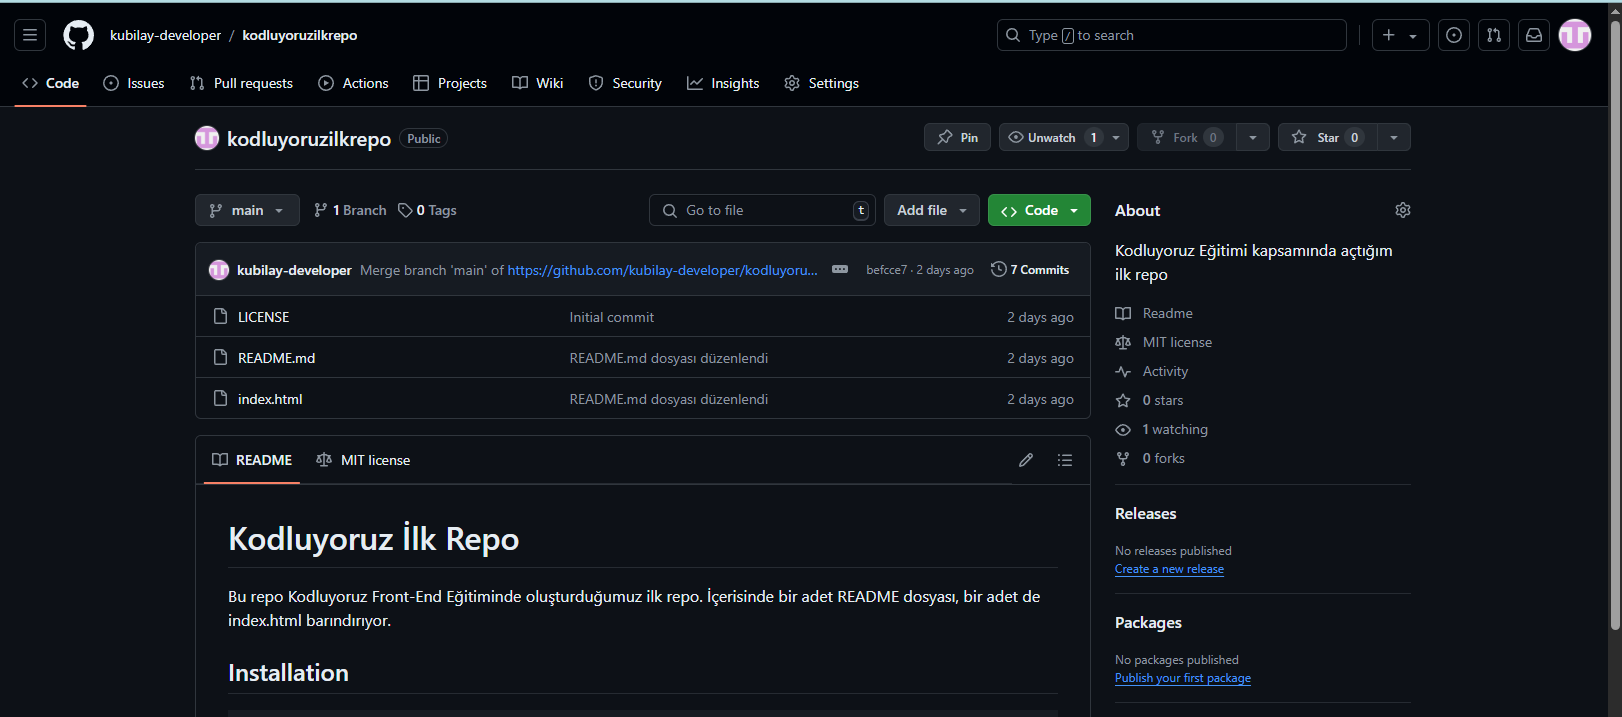 kubilay-developer / kodluyoruzilkrepo
Type / to search
Code Issues Pull requests Actions Projects Wiki Security Insights Settings
kodluyoruzilkrepo Public
Pin Unwatch 1 Fork 0 Star 0
main 1 Branch 0 Tags
Go to file t Add file Code
kubilay-developer Merge branch 'main' of https://github.com/kubilay-developer/kodluyoru... befcce7 · 2 days ago 7 Commits
LICENSE Initial commit 2 days ago
README.md README.md dosyası düzenlendi 2 days ago
index.html README.md dosyası düzenlendi 2 days ago
README MIT license
Kodluyoruz İlk Repo
Bu repo Kodluyoruz Front-End Eğitiminde oluşturduğumuz ilk repo. İçerisinde bir adet README dosyası, bir adet de
index.html barındırıyor.
Installation
About
Kodluyoruz Eğitimi kapsamında açtığım
ilk repo
Readme
MIT license
Activity
0 stars
1 watching
0 forks
Releases
No releases published
Create a new release
Packages
No packages published
Publish your first package